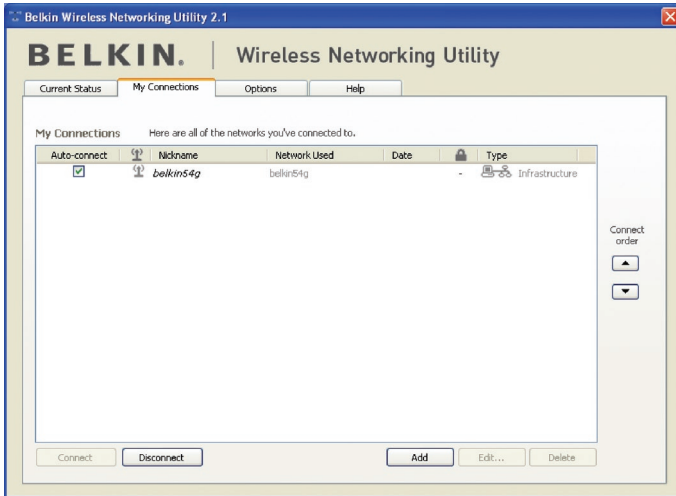 Belkin Wireless Networking Utility 2.1
BELKIN. | Wireless Networking Utility
Current Status My Connections Options Help
My Connections Here are all of the networks you've connected to.
Auto-connect Nickname Network Used Date Type
belkin54g belkin54g - Infrastructure
Connect
order
Connect Disconnect Add Edit... Delete